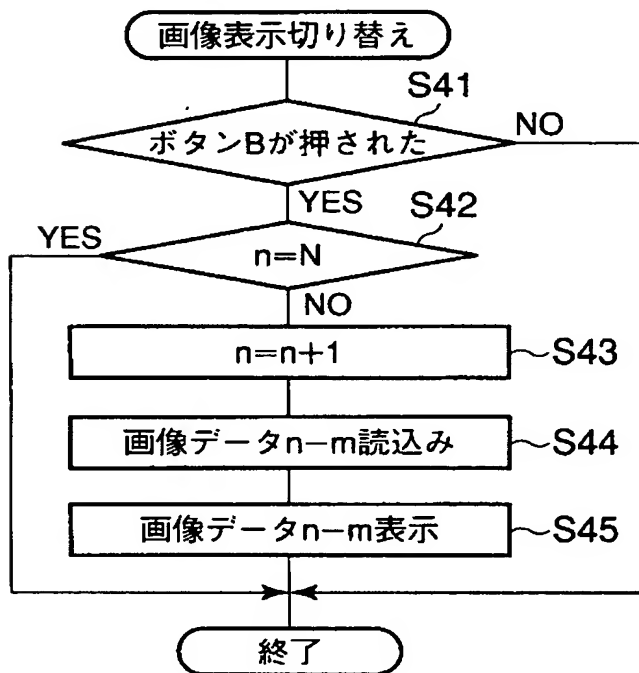 画像表示切り替え
S41
ボタンBが押された
NO
YES
S42
YES
n=N
NO
n=n+1
S43
画像データn−m読込み
S44
画像データn−m表示
S45
終了